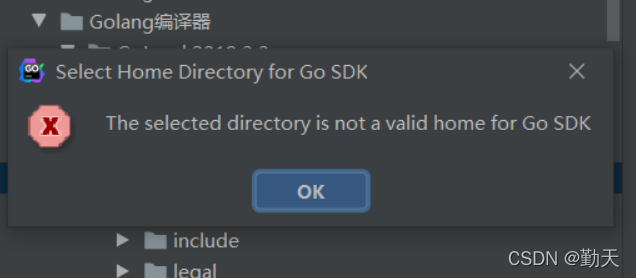 Golang编译器
GO
Select Home Directory for Go SDK
The selected directory is not a valid home for Go SDK
OK
include
legal
CSDN @勤天